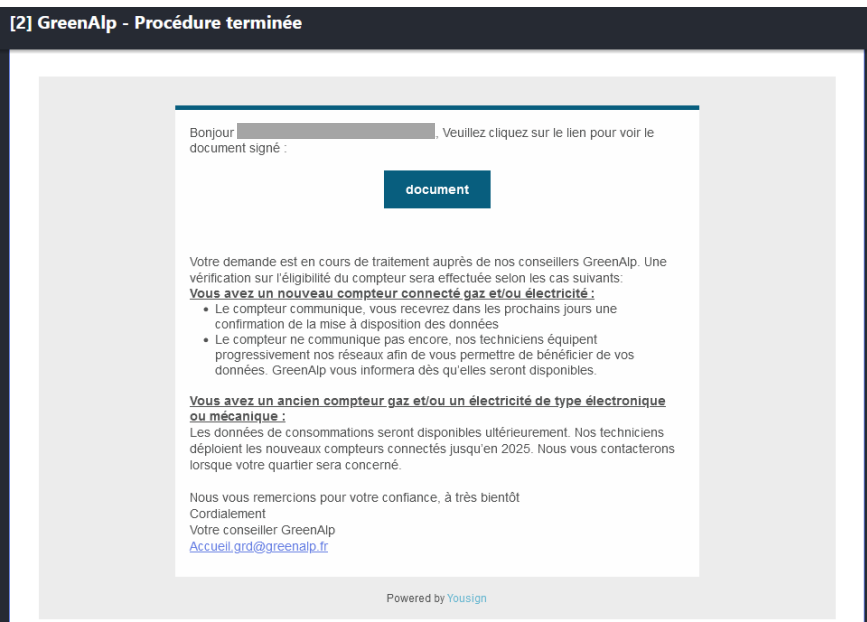 [2] GreenAlp - Procédure terminée
Bonjour , Veuillez cliquez sur le lien pour voir le
document signé :
document
Votre demande est en cours de traitement auprès de nos conseillers GreenAlp. Une
vérification sur l'éligibilité du compteur sera effectuée selon les cas suivants:
Vous avez un nouveau compteur connecté gaz et/ou électricité :
• Le compteur communique, vous recevrez dans les prochains jours une
confirmation de la mise à disposition des données
• Le compteur ne communique pas encore, nos techniciens équipent
progressivement nos réseaux afin de vous permettre de bénéficier de vos
données. GreenAlp vous informera dès qu'elles seront disponibles.
Vous avez un ancien compteur gaz et/ou un électricité de type électronique
ou mécanique :
Les données de consommations seront disponibles ultérieurement. Nos techniciens
déploient les nouveaux compteurs connectés jusqu'en 2025. Nous vous contacterons
lorsque votre quartier sera concerné.
Nous vous remercions pour votre confiance, à très bientôt
Cordialement
Votre conseiller GreenAlp
Accueil.grd@greenalp.fr
Powered by Yousign